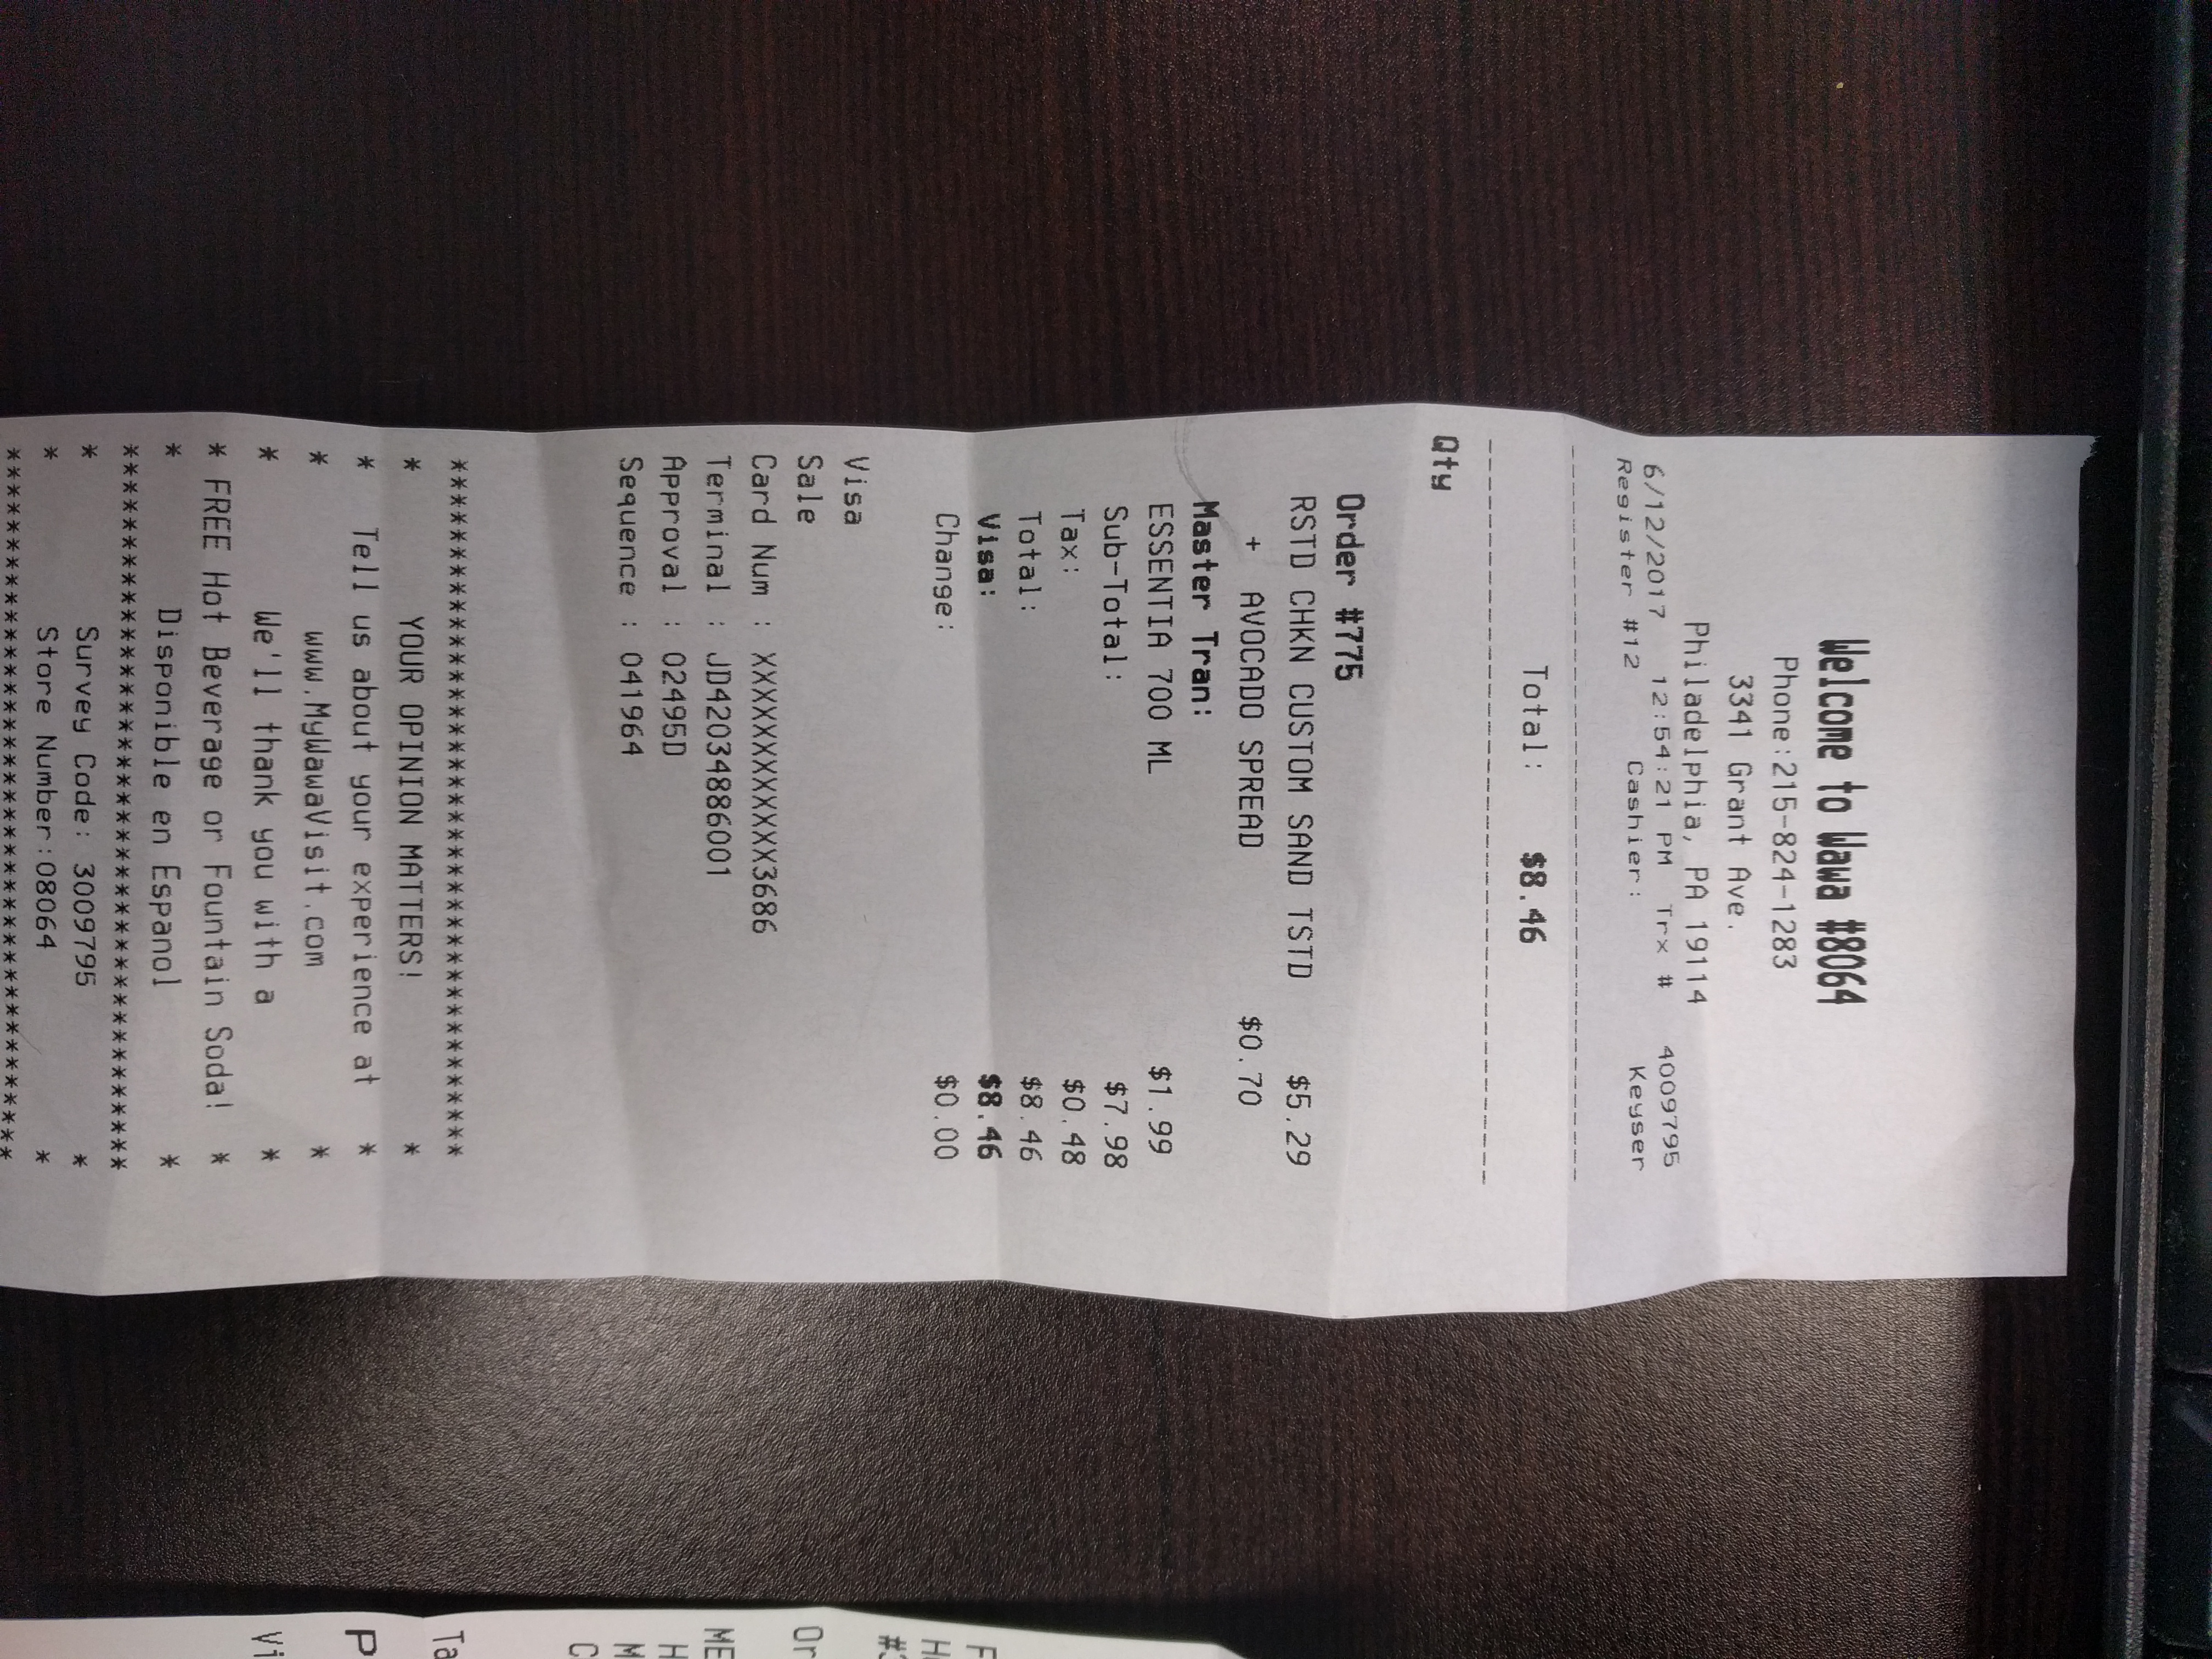 Welcome to Wawa #8064
Phone:215-824-1283
3341 Grant Ave.
Philadelphia, PA 19114
6/12/2017 12:54:21 PM Trx # 4009795
Register #12 Cashier: Keyser
----------------------------------------
Total: $8.46
----------------------------------------
Qty
Order #775
RSTD CHKN CUSTOM SAND TSTD $5.29
+ AVOCADO SPREAD $0.70
Master Tran:
ESSENTIA 700 ML $1.99
Sub-Total: $7.98
Tax: $0.48
Total: $8.46
Visa: $8.46
Change: $0.00
Visa
Sale
Card Num : XXXXXXXXXXXX3686
Terminal : JD42034886001
Approval : 02495D
Sequence : 041964
****************************************
* YOUR OPINION MATTERS! *
* Tell us about your experience at *
* www.MyWawaVisit.com *
* We'll thank you with a *
* FREE Hot Beverage or Fountain Soda! *
* Disponible en Espanol *
****************************************
* Survey Code: 3009795 *
* Store Number:08064 *
****************************************
F
H
#
Or
ME
H
M
C
Ta
P
Vi